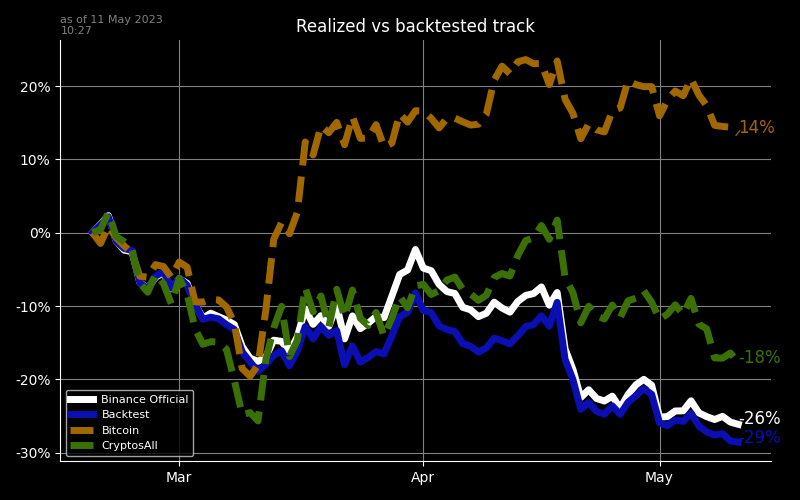 as of 11 May 2023
10:27
Realized vs backtested track
20%
10%
0%
-10%
-20%
-30%
14%
-18%
-26%
-29%
Binance Official
Backtest
Bitcoin
CryptosAll
Mar
Apr
May